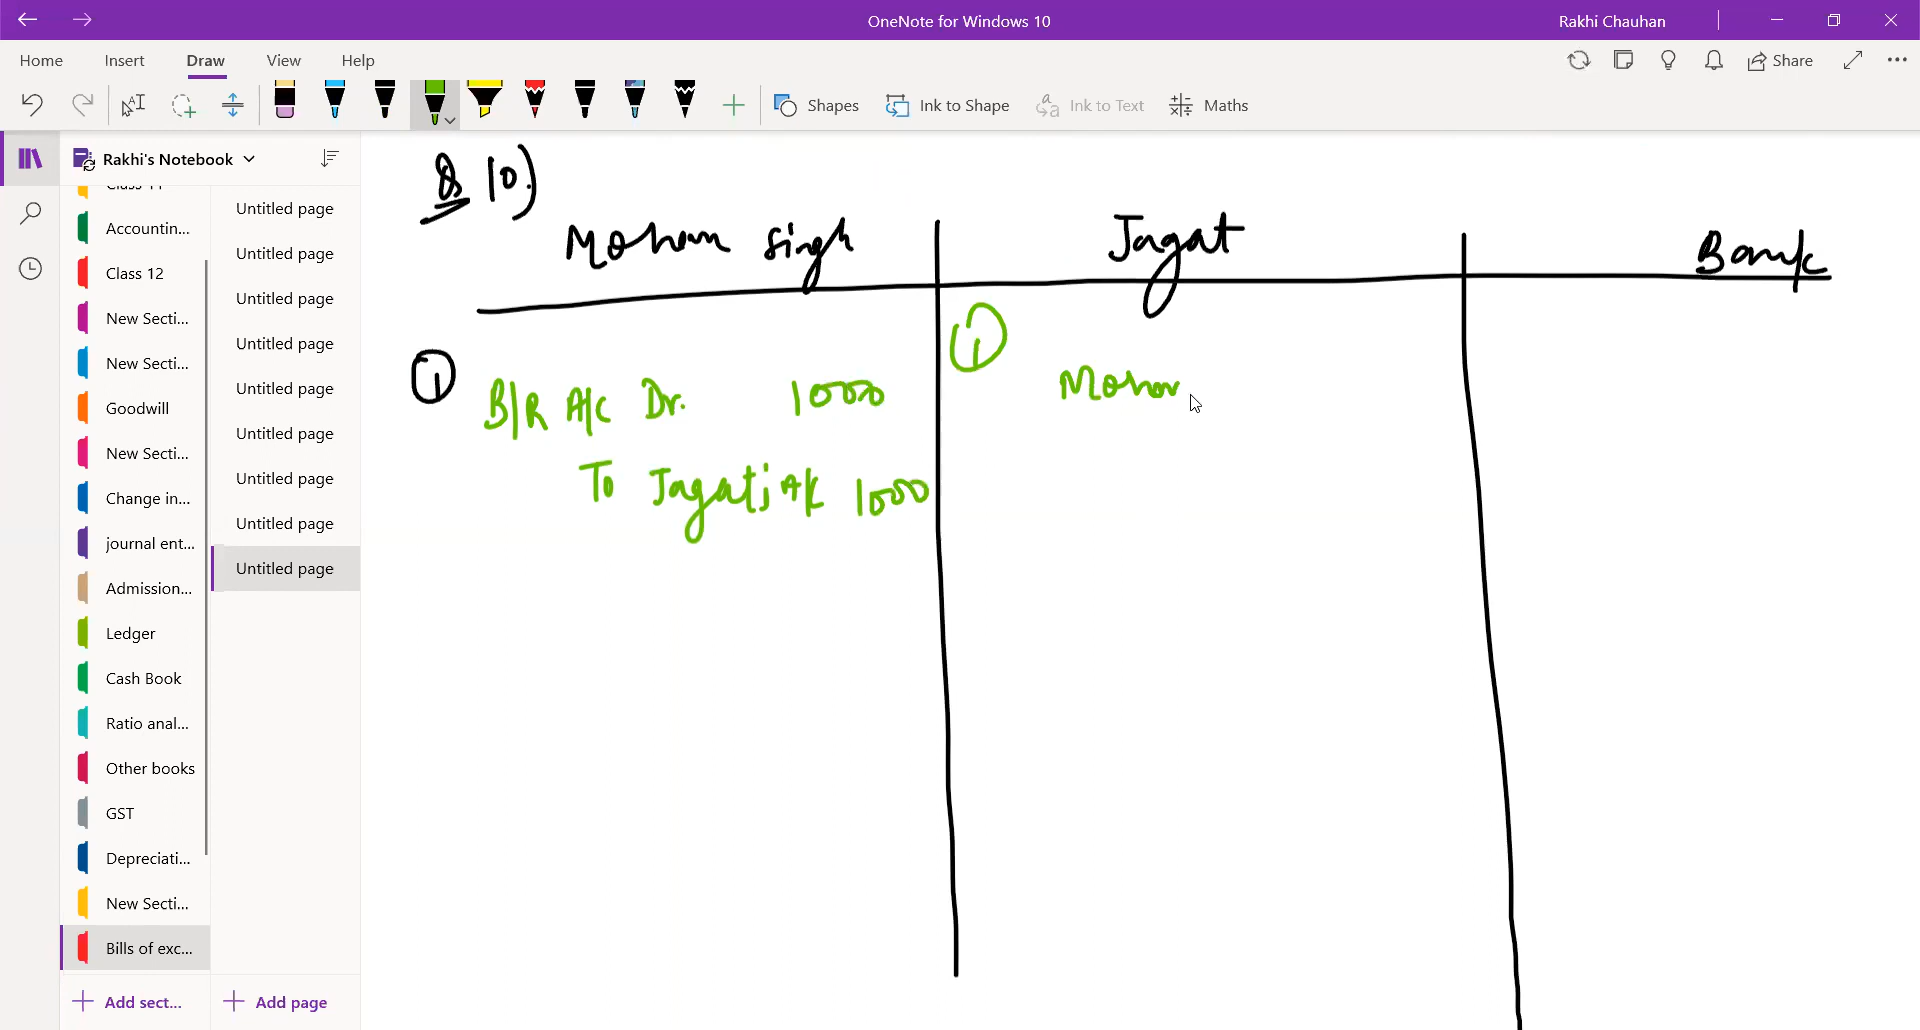 OneNote for Windows 10
Rakhi Chauhan
Home Insert Draw View Help
Share
Shapes Ink to Shape Ink to Text Maths
Rakhi's Notebook
Class 11
Accountin...
Class 12
New Secti...
New Secti...
Goodwill
New Secti...
Change in...
journal ent...
Admission...
Ledger
Cash Book
Ratio anal...
Other books
GST
Depreciati...
New Secti...
Bills of exc...
Add sect...
Untitled page
Untitled page
Untitled page
Untitled page
Untitled page
Untitled page
Untitled page
Untitled page
Untitled page
Add page
Q 10.)
Mohan Singh
Jagat
Bank
1
B/R A/C Dr. 1000
To Jagat's A/c 1000
1
Mohan